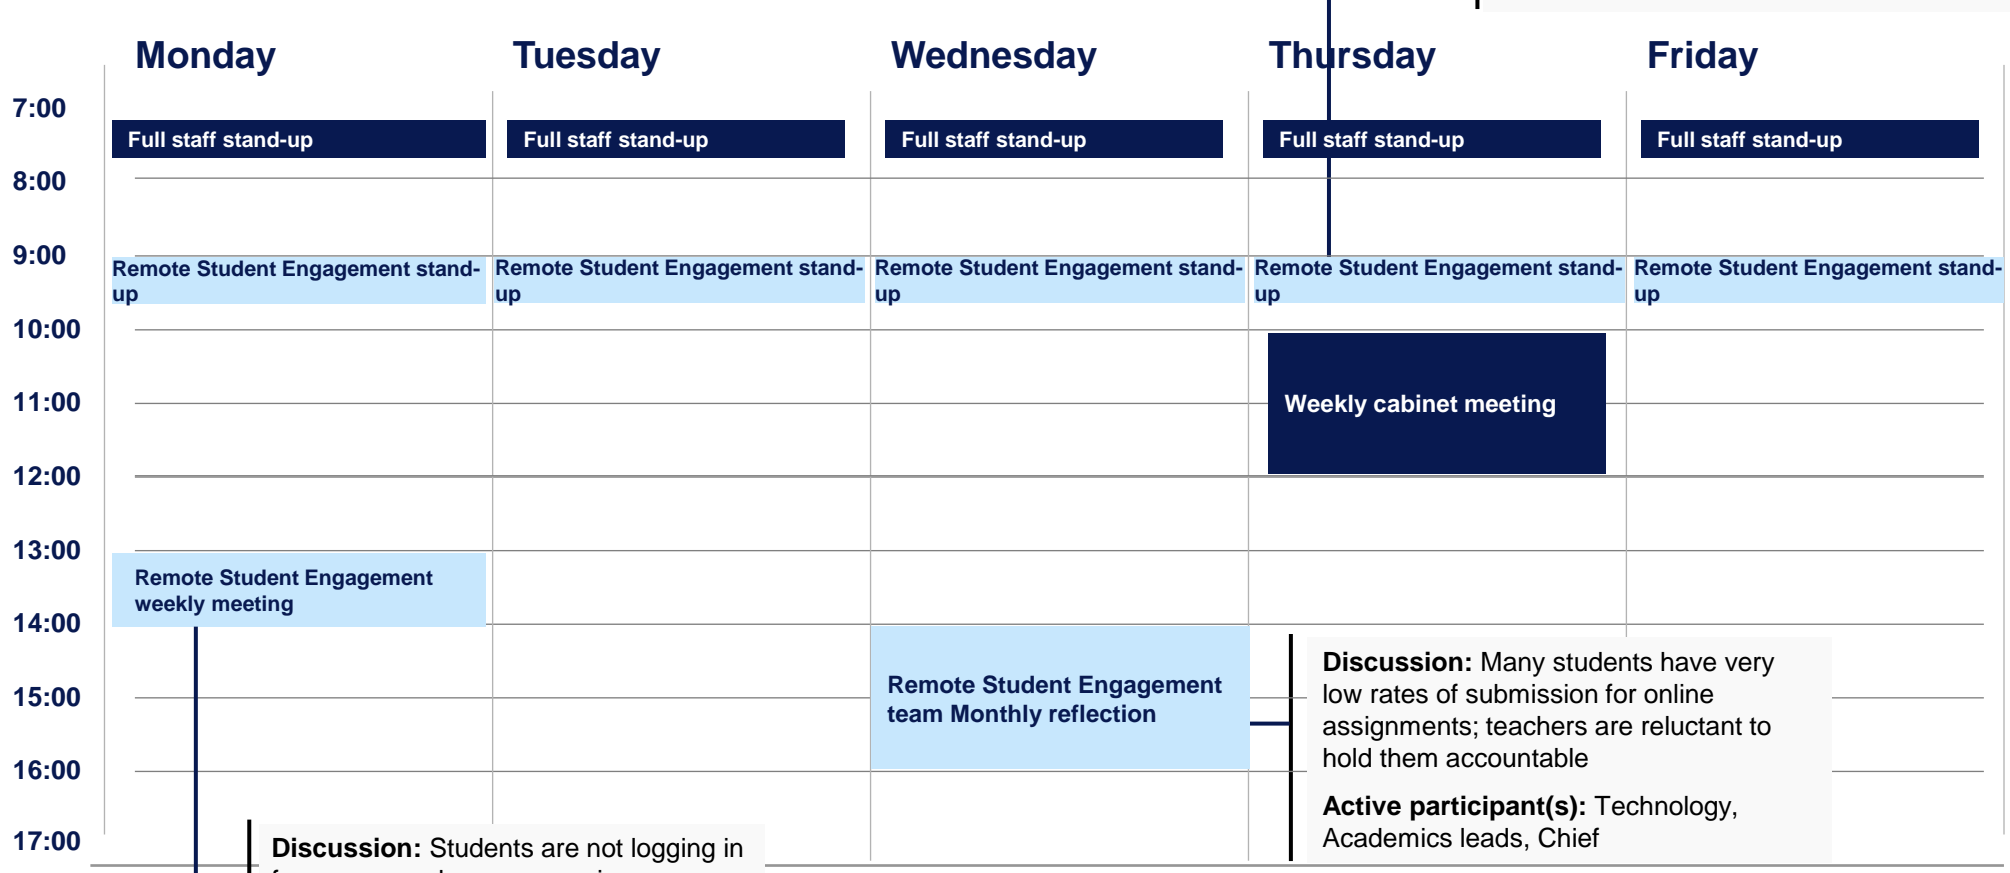 Monday Tuesday Wednesday Thursday Friday
7:00
Full staff stand-up Full staff stand-up Full staff stand-up Full staff stand-up Full staff stand-up
8:00
9:00
Remote Student Engagement stand-
up
Remote Student Engagement stand-
up
Remote Student Engagement stand-
up
Remote Student Engagement stand-
up
Remote Student Engagement stand-
up
10:00
11:00
Weekly cabinet meeting
12:00
13:00
Remote Student Engagement
weekly meeting
14:00
Remote Student Engagement
team Monthly reflection
15:00
Discussion: Many students have very
low rates of submission for online
assignments; teachers are reluctant to
hold them accountable
Active participant(s): Technology,
Academics leads, Chief
16:00
17:00
Discussion: Students are not logging in